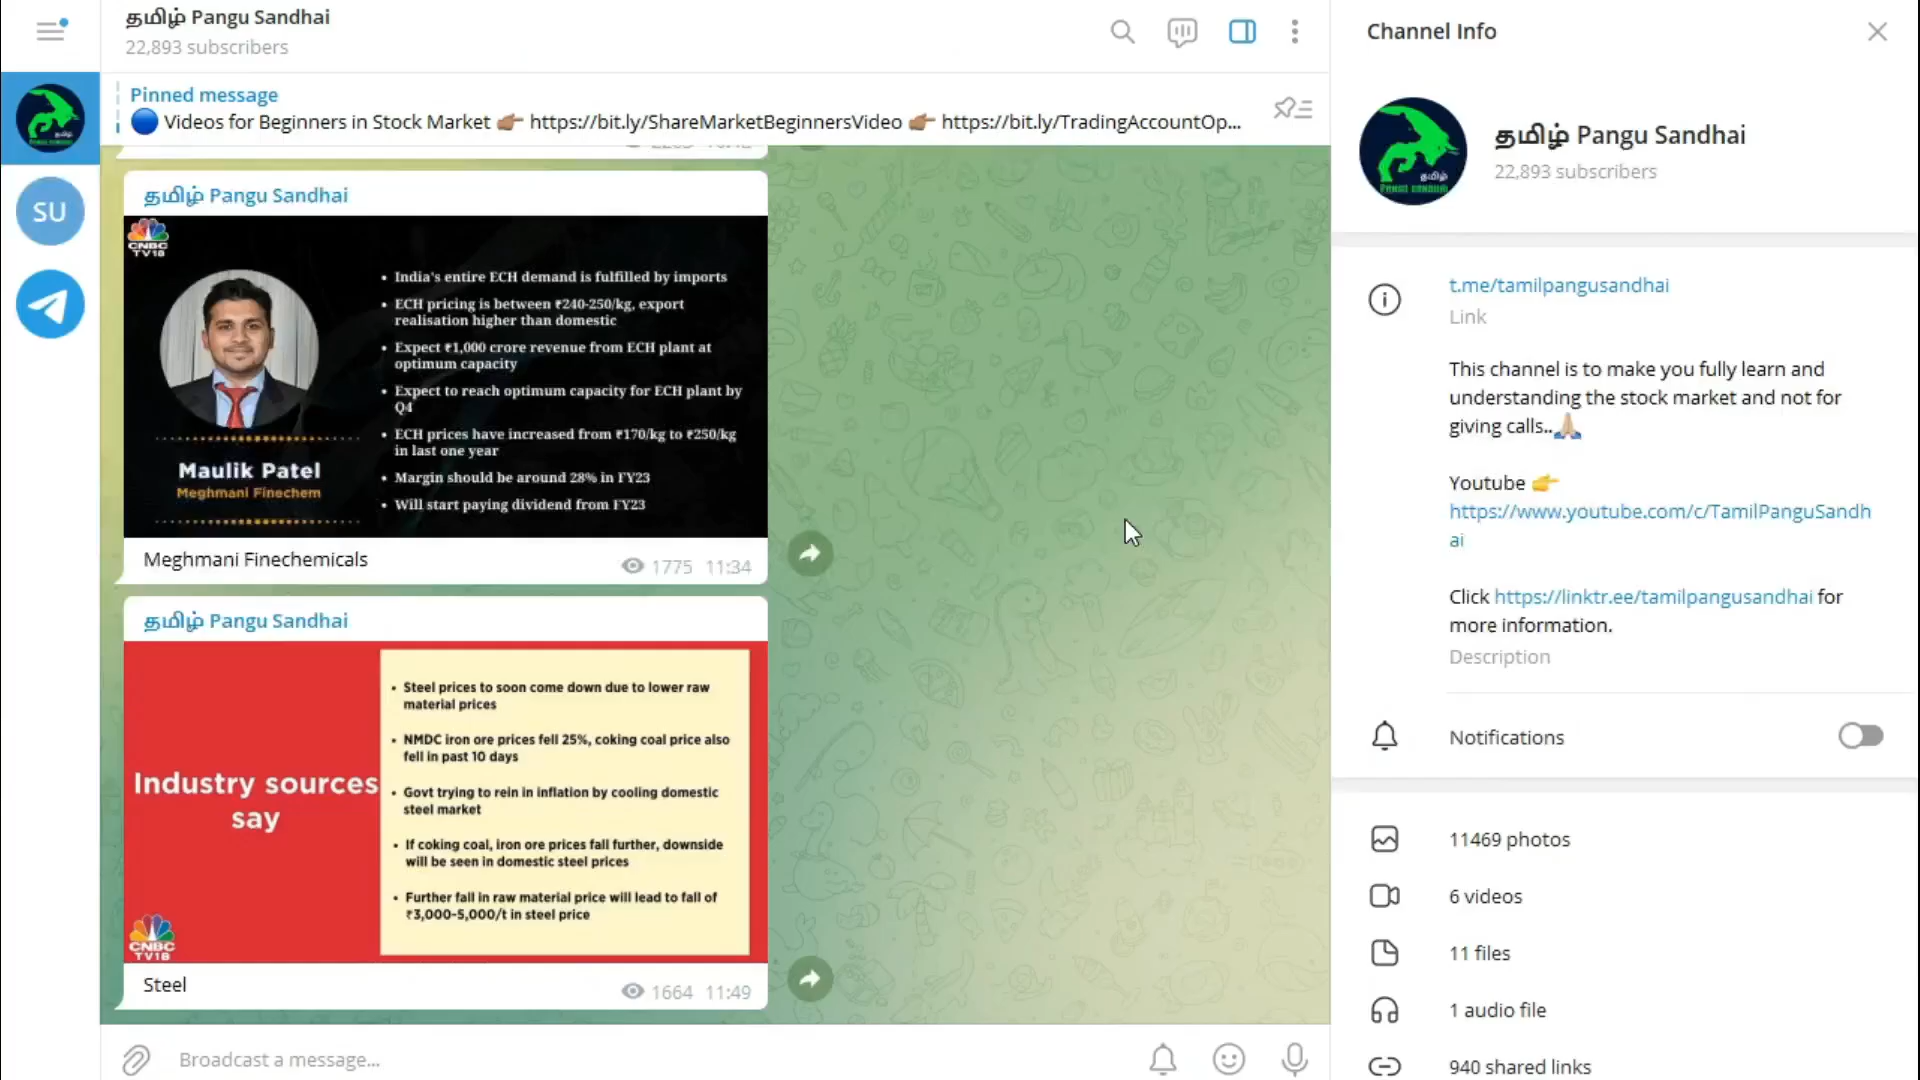 தமிழ் Pangu Sandhai
22,893 subscribers
Pinned message
🔵 Videos for Beginners in Stock Market 👉🏽 https://bit.ly/ShareMarketBeginnersVideo 👉🏽 https://bit.ly/TradingAccountOp...
SU
தமிழ் Pangu Sandhai
CNBC
TV18
• India's entire ECH demand is fulfilled by imports
• ECH pricing is between ₹240-250/kg, export
realisation higher than domestic
• Expect ₹1,000 crore revenue from ECH plant at
optimum capacity
• Expect to reach optimum capacity for ECH plant by
Q4
• ECH prices have increased from ₹170/kg to ₹250/kg
in last one year
• Margin should be around 28% in FY23
• Will start paying dividend from FY23
Maulik Patel
Meghmani Finechem
Meghmani Finechemicals
1775 11:34
தமிழ் Pangu Sandhai
Industry sources
say
• Steel prices to soon come down due to lower raw
material prices
• NMDC iron ore prices fell 25%, coking coal price also
fell in past 10 days
• Govt trying to rein in inflation by cooling domestic
steel market
• If coking coal, iron ore prices fall further, downside
will be seen in domestic steel prices
• Further fall in raw material price will lead to fall of
₹3,000-5,000/t in steel price
CNBC
TV18
Steel
1664 11:49
Broadcast a message...
Channel Info
தமிழ்
PANGU SANDHAI
தமிழ் Pangu Sandhai
22,893 subscribers
t.me/tamilpangusandhai
Link
This channel is to make you fully learn and
understanding the stock market and not for
giving calls..🙏🏼
Youtube 👉
https://www.youtube.com/c/TamilPanguSandh
ai
Click https://linktr.ee/tamilpangusandhai for
more information.
Description
Notifications
11469 photos
6 videos
11 files
1 audio file
940 shared links